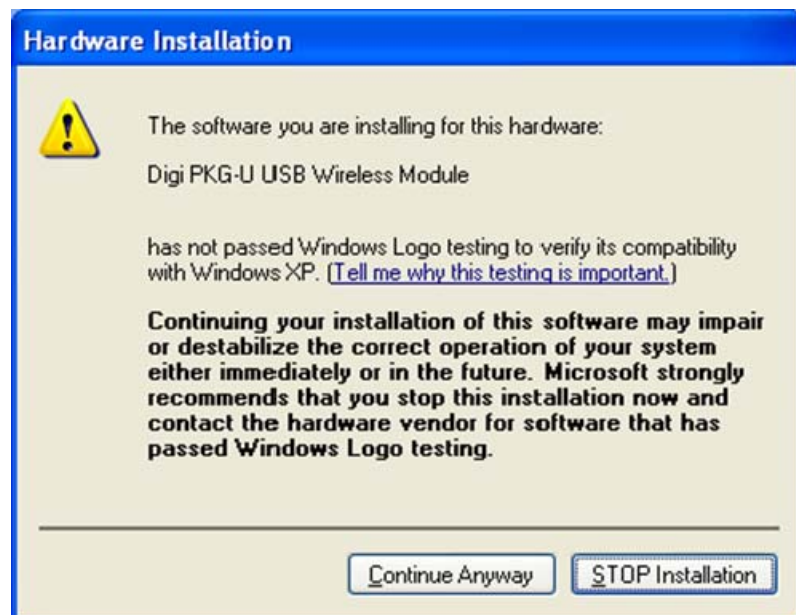 Hardware Installation
The software you are installing for this hardware:
Digi PKG-U USB Wireless Module
has not passed Windows Logo testing to verify its compatibility
with Windows XP. (Tell me why this testing is important.)
Continuing your installation of this software may impair
or destabilize the correct operation of your system
either immediately or in the future. Microsoft strongly
recommends that you stop this installation now and
contact the hardware vendor for software that has
passed Windows Logo testing.
Continue Anyway
STOP Installation